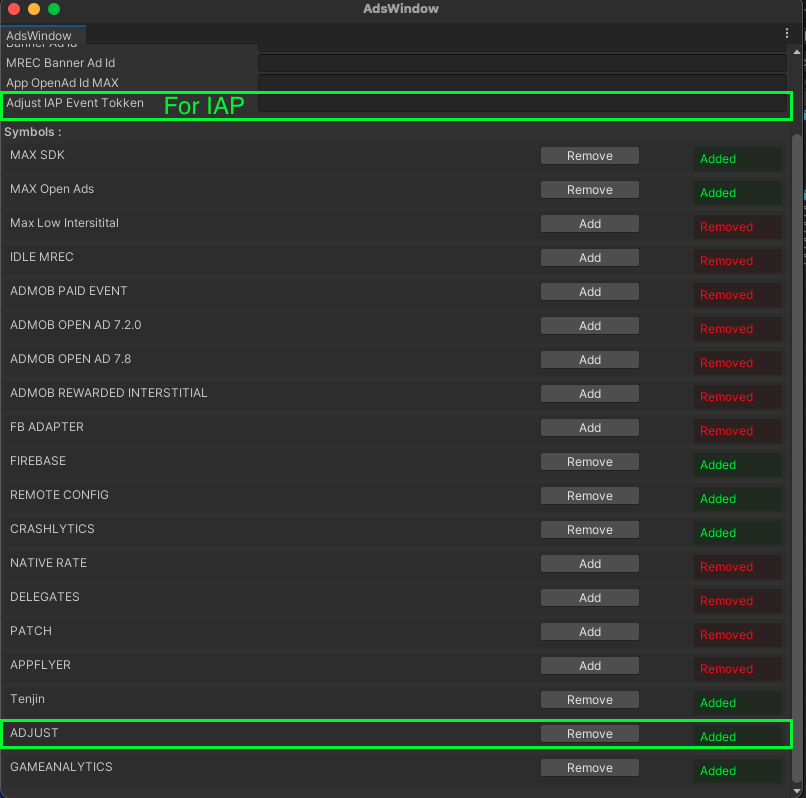 AdsWindow
AdsWindow
Banner Ad Id
MREC Banner Ad Id
App OpenAd Id MAX
Adjust IAP Event Tokken For IAP
Symbols :
MAX SDK Remove Added
MAX Open Ads Remove Added
Max Low Intersitital Add Removed
IDLE MREC Add Removed
ADMOB PAID EVENT Add Removed
ADMOB OPEN AD 7.2.0 Add Removed
ADMOB OPEN AD 7.8 Add Removed
ADMOB REWARDED INTERSTITIAL Add Removed
FB ADAPTER Add Removed
FIREBASE Remove Added
REMOTE CONFIG Remove Added
CRASHLYTICS Remove Added
NATIVE RATE Add Removed
DELEGATES Add Removed
PATCH Add Removed
APPFLYER Add Removed
Tenjin Remove Added
ADJUST Remove Added
GAMEANALYTICS Remove Added